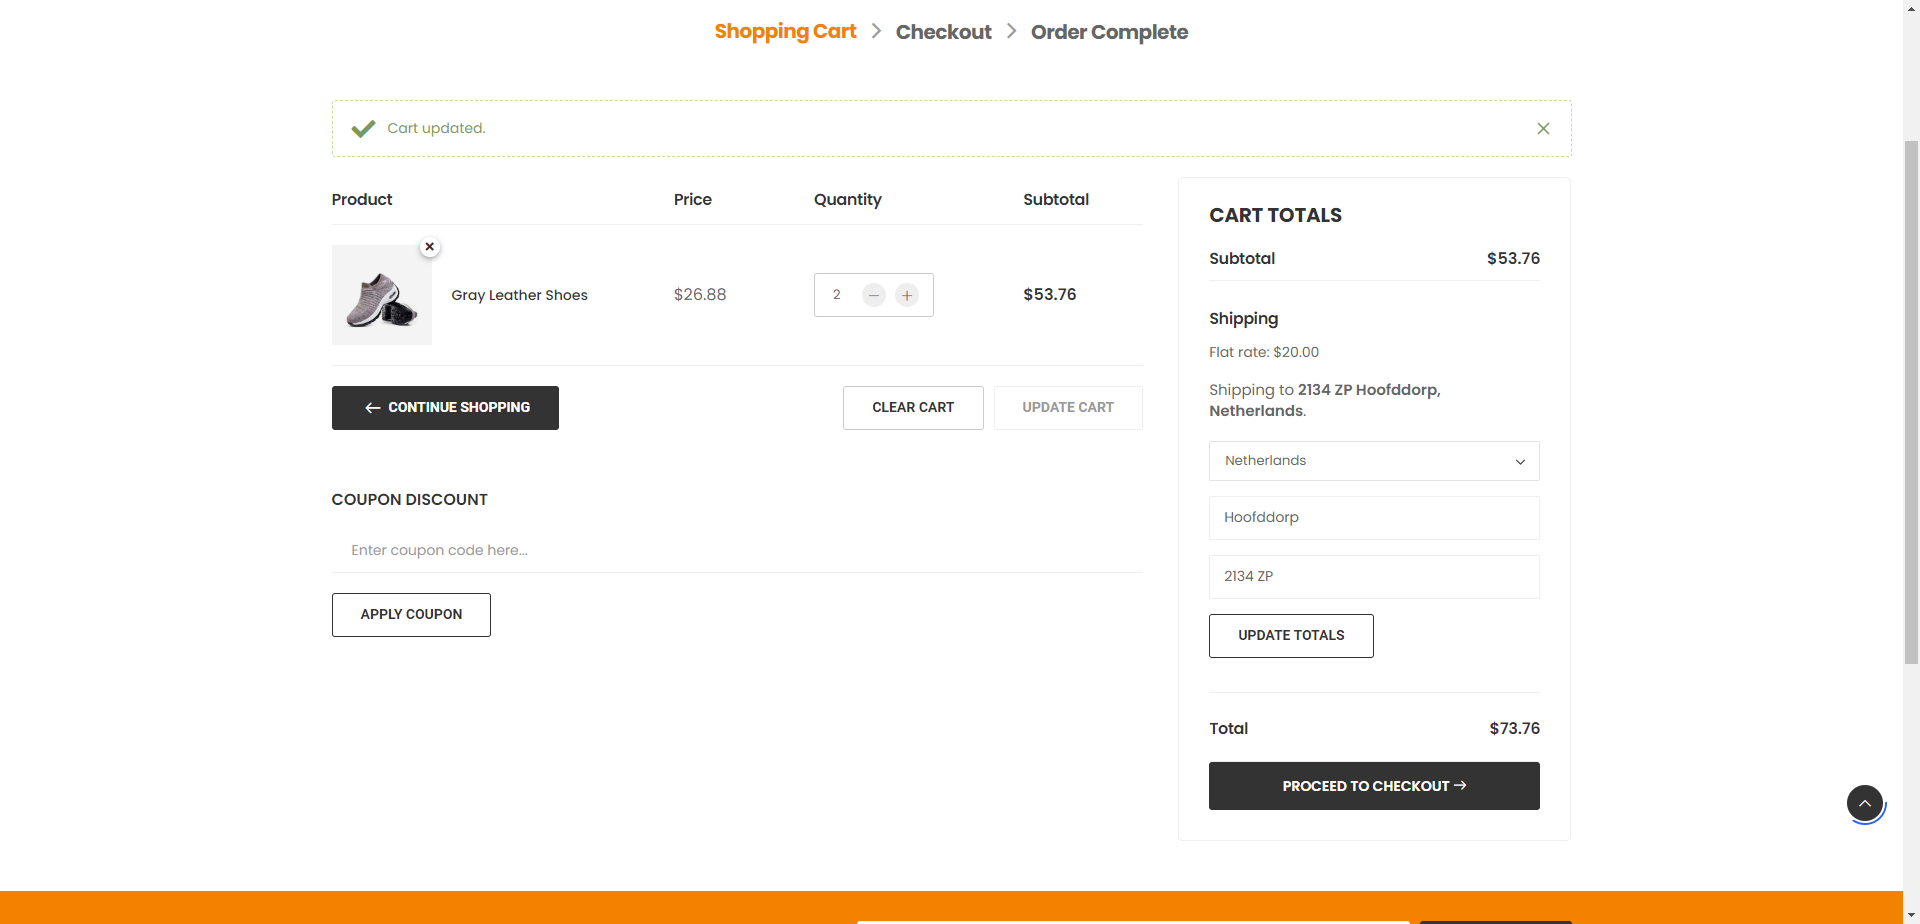 Shopping Cart > Checkout > Order Complete
Cart updated.
Product Price Quantity Subtotal
Gray Leather Shoes $26.88 2 − + $53.76
← CONTINUE SHOPPING CLEAR CART UPDATE CART
COUPON DISCOUNT
Enter coupon code here...
APPLY COUPON
CART TOTALS
Subtotal $53.76
Shipping
Flat rate: $20.00
Shipping to 2134 ZP Hoofddorp,
Netherlands.
Netherlands
Hoofddorp
2134 ZP
UPDATE TOTALS
Total $73.76
PROCEED TO CHECKOUT →